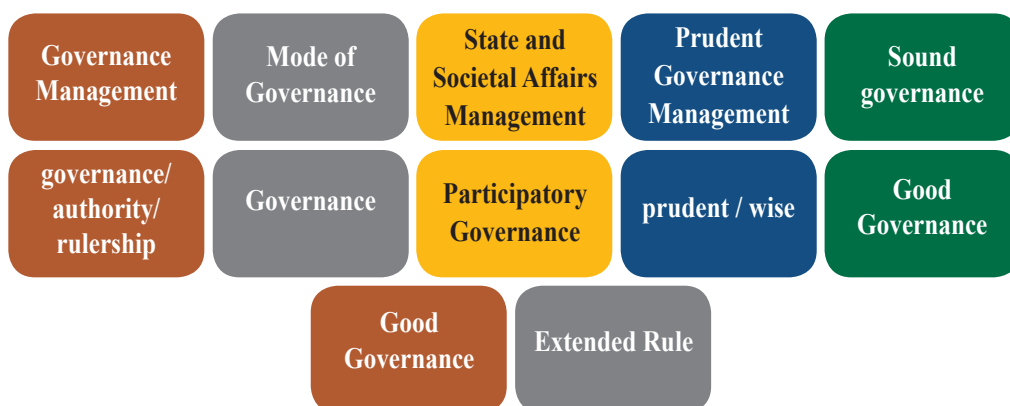 Governance
Management
Mode of
Governance
State and
Societal Affairs
Management
Prudent
Governance
Management
Sound
governance
governance/
authority/
rulership
Governance
Participatory
Governance
prudent / wise
Good
Governance
Good
Governance
Extended Rule